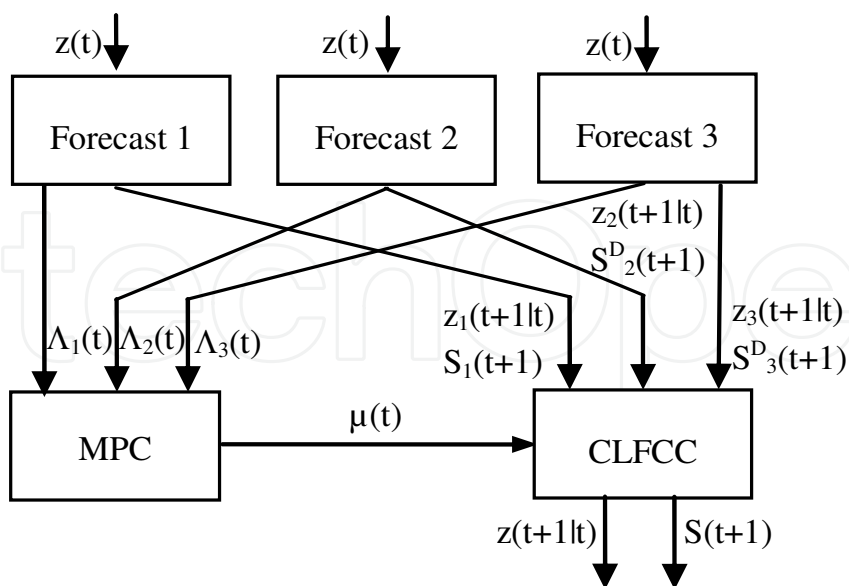 z(t) z(t) z(t)
Forecast 1 Forecast 2 Forecast 3
z₂(t+1|t)
Sᴰ₂(t+1)
Λ₁(t) Λ₂(t) Λ₃(t)
z₁(t+1|t)
S₁(t+1)
z₃(t+1|t)
Sᴰ₃(t+1)
MPC
μ(t)
CLFCC
z(t+1|t) S(t+1)
techOpe